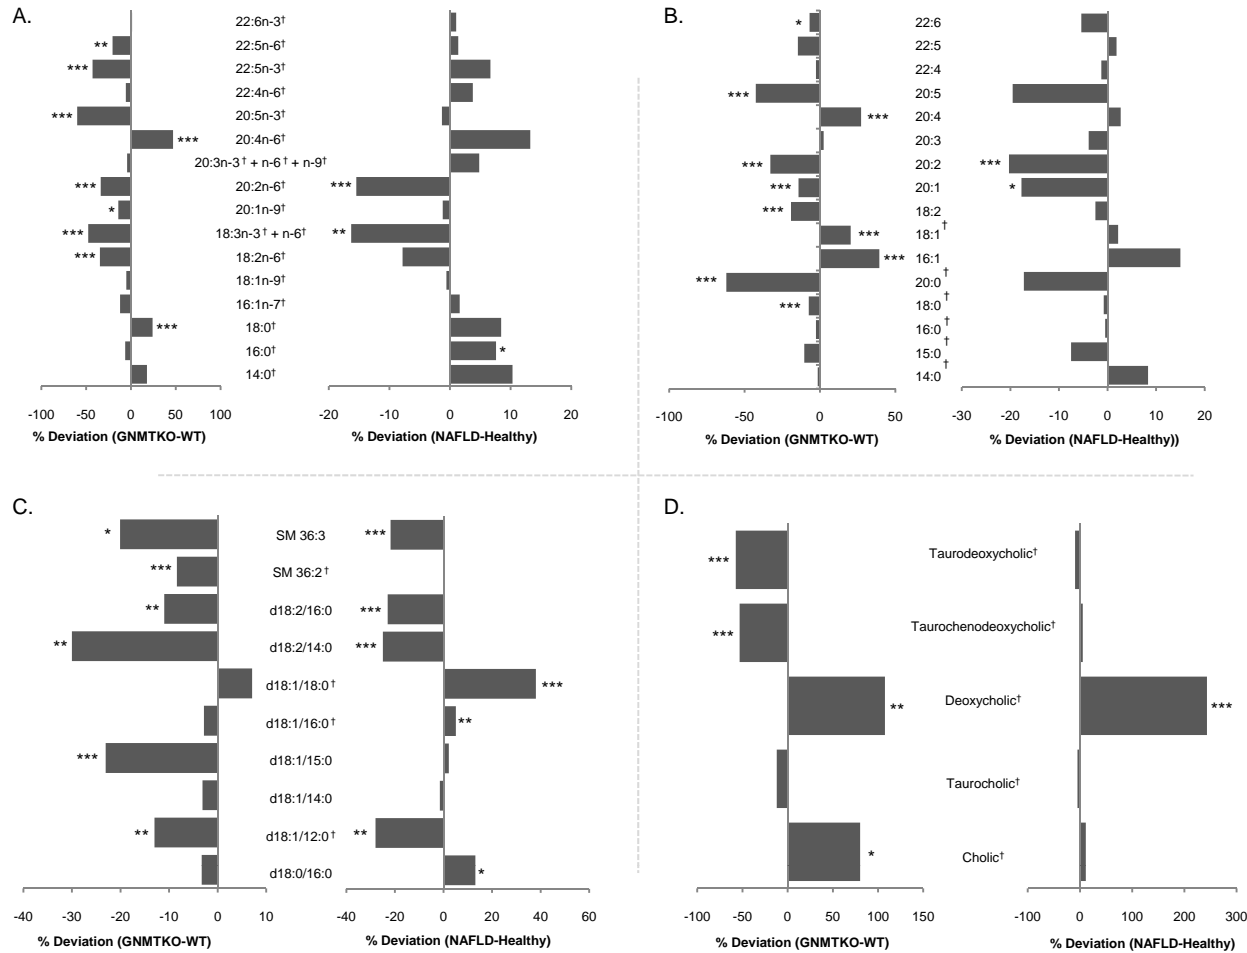 A.
22:6n-3†
** 22:5n-6†
*** 22:5n-3†
22:4n-6†
*** 20:5n-3†
*** 20:4n-6†
20:3n-3† + n-6† + n-9†
*** 20:2n-6† ***
* 20:1n-9†
*** 18:3n-3† + n-6† **
*** 18:2n-6†
18:1n-9†
16:1n-7†
*** 18:0†
16:0† *
14:0†
-100 -50 0 50 100 -20 -10 0 10 20
% Deviation (GNMTKO-WT) % Deviation (NAFLD-Healthy)
B.
* 22:6
22:5
22:4
*** 20:5
*** 20:4
20:3
*** 20:2 ***
*** 20:1 *
*** 18:2
*** 18:1†
*** 16:1
*** 20:0†
*** 18:0†
16:0†
15:0†
14:0†
-100 -50 0 50 -30 -20 -10 0 10 20
% Deviation (GNMTKO-WT) % Deviation (NAFLD-Healthy))
C.
* SM 36:3 ***
*** SM 36:2†
** d18:2/16:0 ***
** d18:2/14:0 ***
d18:1/18:0† ***
d18:1/16:0† **
*** d18:1/15:0
d18:1/14:0
** d18:1/12:0† **
d18:0/16:0 *
-40 -30 -20 -10 0 10 -40 -20 0 20 40 60
% Deviation (GNMTKO-WT) % Deviation (NAFLD-Healthy)
D.
*** Taurodeoxycholic†
*** Taurochenodeoxycholic†
** Deoxycholic† ***
Taurocholic†
* Cholic†
-100 -50 0 50 100 150 -100 0 100 200 300
% Deviation (GNMTKO-WT) % Deviation (NAFLD-Healthy)